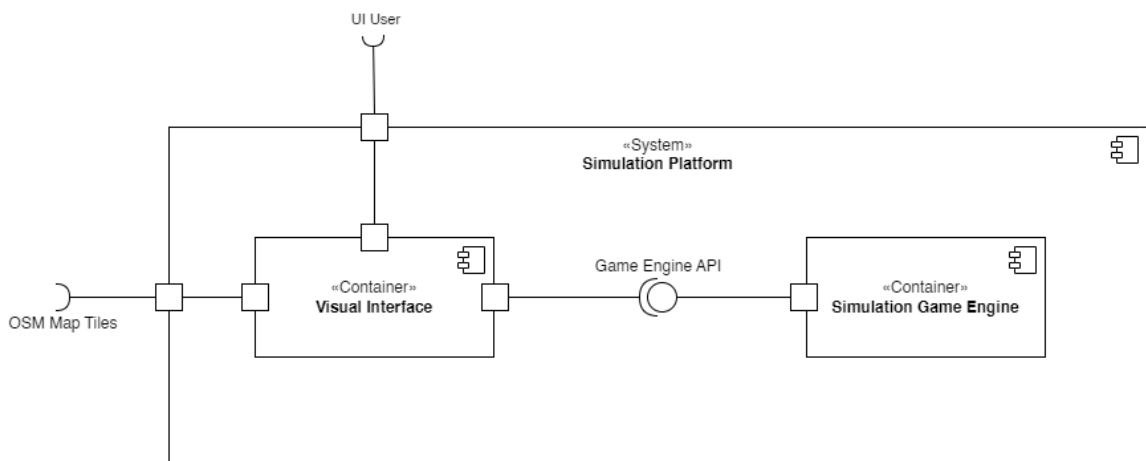 UI User
«System»
Simulation Platform
OSM Map Tiles
«Container»
Visual Interface
Game Engine API
«Container»
Simulation Game Engine